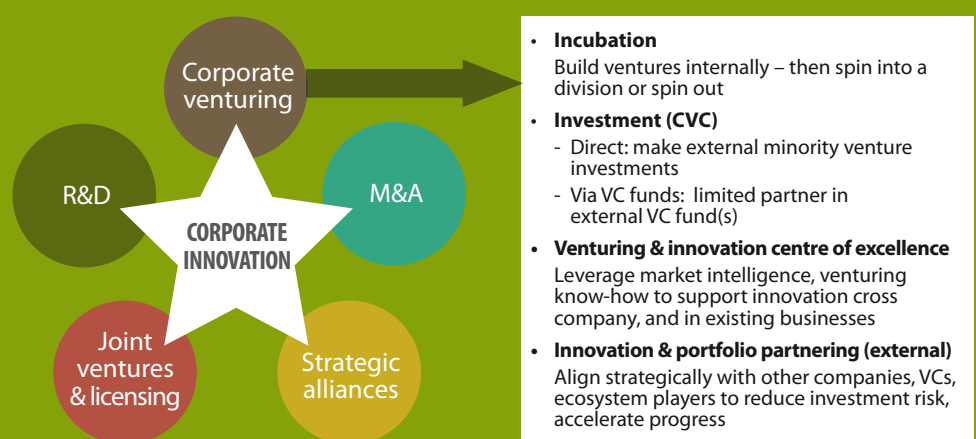 Corporate
venturing
R&D
M&A
CORPORATE
INNOVATION
Joint
ventures
& licensing
Strategic
alliances
• Incubation
Build ventures internally – then spin into a
division or spin out
• Investment (CVC)
- Direct: make external minority venture
investments
- Via VC funds: limited partner in
external VC fund(s)
• Venturing & innovation centre of excellence
Leverage market intelligence, venturing
know-how to support innovation cross
company, and in existing businesses
• Innovation & portfolio partnering (external)
Align strategically with other companies, VCs,
ecosystem players to reduce investment risk,
accelerate progress